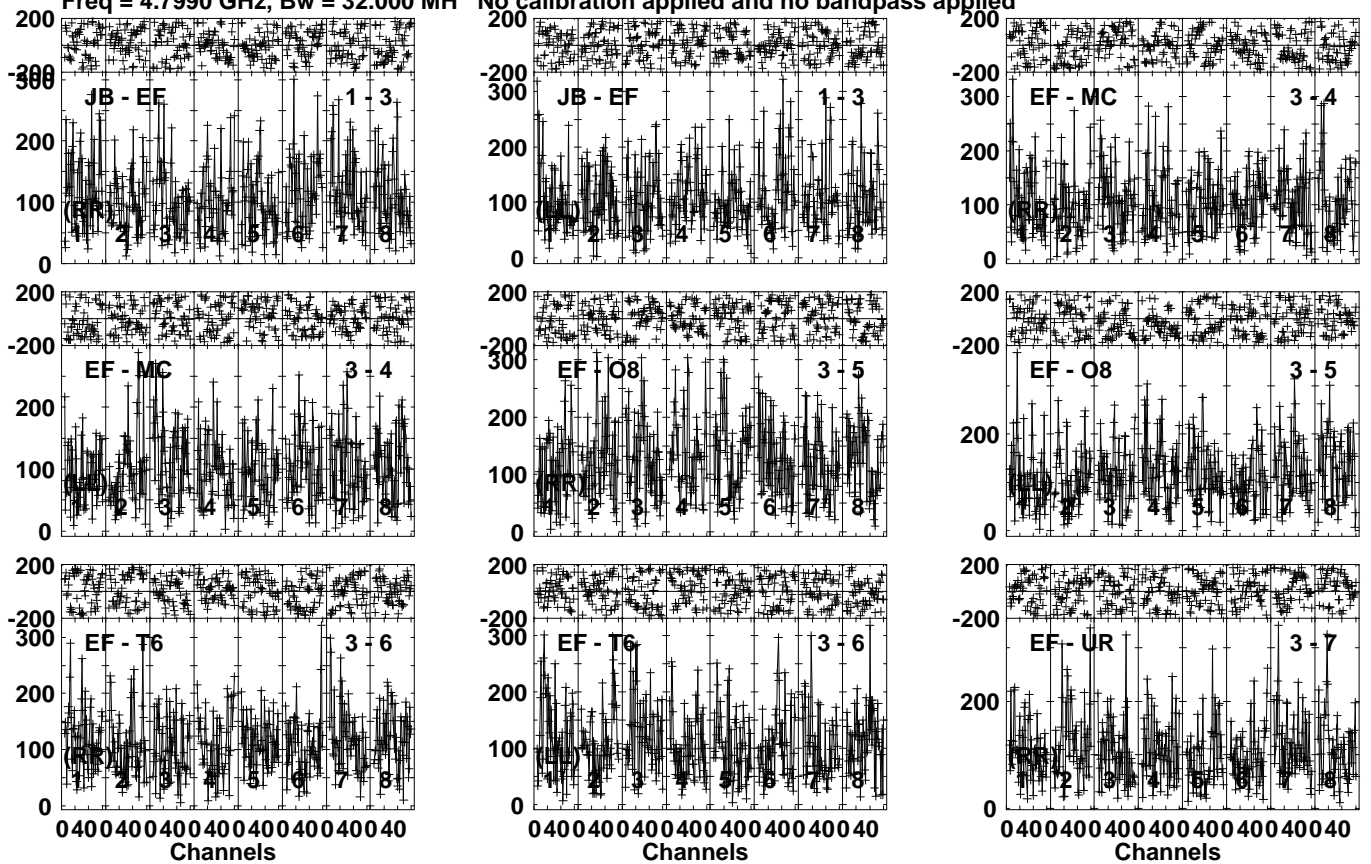 Freq = 4.7990 GHz, Bw = 32.000 MH No calibration applied and no bandpass applied
200 200 200
-200 -200 -200
300 JB - EF 1 - 3 300 JB - EF 1 - 3 300 EF - MC 3 - 4
200 200 200
100 100 100
(RR) (LL) (RR)
1 2 3 4 5 6 7 8 1 2 3 4 5 6 7 8 1 2 3 4 5 6 7 8
0 0 0
200 200 200
-200 -200 -200
EF - MC 3 - 4 300 EF - O8 3 - 5 EF - O8 3 - 5
200 200 200
100 100
(LL) (RR) (LL)
1 2 3 4 5 6 7 8 1 2 3 4 5 6 7 8 1 2 3 4 5 6 7 8
0 0 0
200 200 200
-200 -200 -200
300 EF - T6 3 - 6 300 EF - T6 3 - 6 EF - UR 3 - 7
200 200 200
100 100
(RR) (LL) (RR)
1 2 3 4 5 6 7 8 1 2 3 4 5 6 7 8 1 2 3 4 5 6 7 8
0 0 0
0 40 0 40 0 40 0 40 0 40 0 40 0 40 0 40 0 40 0 40 0 40 0 40 0 40 0 40 0 40 0 40 0 40 0 40 0 40 0 40 0 40 0 40 0 40 0 40
Channels Channels Channels